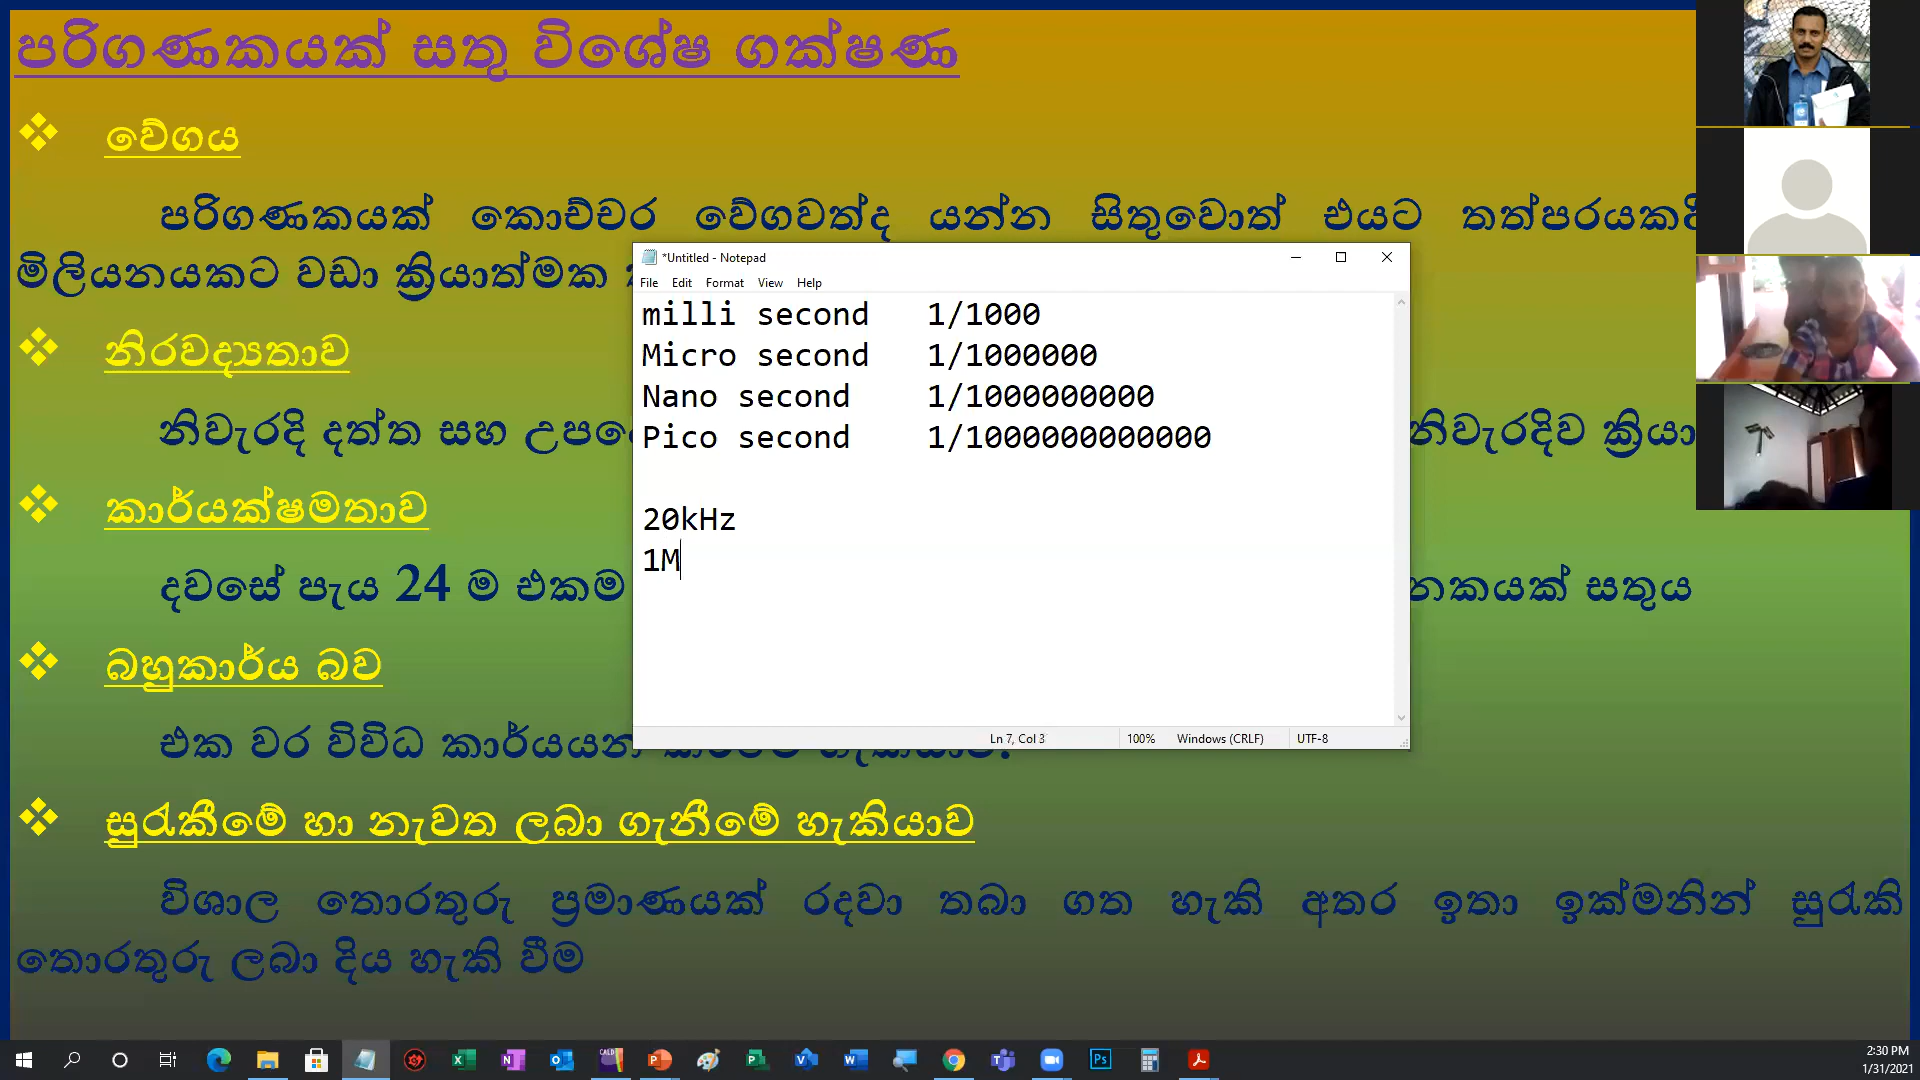 පරිගණකයක් සතු විශේෂ ගක්ෂණ
වේගය
පරිගණකයක් කොච්චර වේගවත්ද යන්න සිතුවොත් එයට තත්පරයකදි
මිලියනයකට වඩා ක්‍රියාත්මක
නිරවද්‍යතාව
නිවැරදි දත්ත සහ
නිවැරදිව
කාර්යක්ෂමතාව
දවසේ පැය 24 ම එකම
සතුය
බහුකාර්ය බව
එක වර විවිධ
සුරැකීමේ හා නැවත ලබා ගැනීමේ හැකියාව
විශාල තොරතුරු ප්‍රමාණයක් රදවා තබා ගත හැකි අතර ඉතා ඉක්මනින් සුරැකි
තොරතුරු ලබා දිය හැකි වීම
*Untitled - Notepad
File Edit Format View Help
milli second 1/1000
Micro second 1/1000000
Nano second 1/1000000000
Pico second 1/1000000000000
20kHz
1M
Ln 7, Col 3 100% Windows (CRLF) UTF-8
2:30 PM
1/31/2021